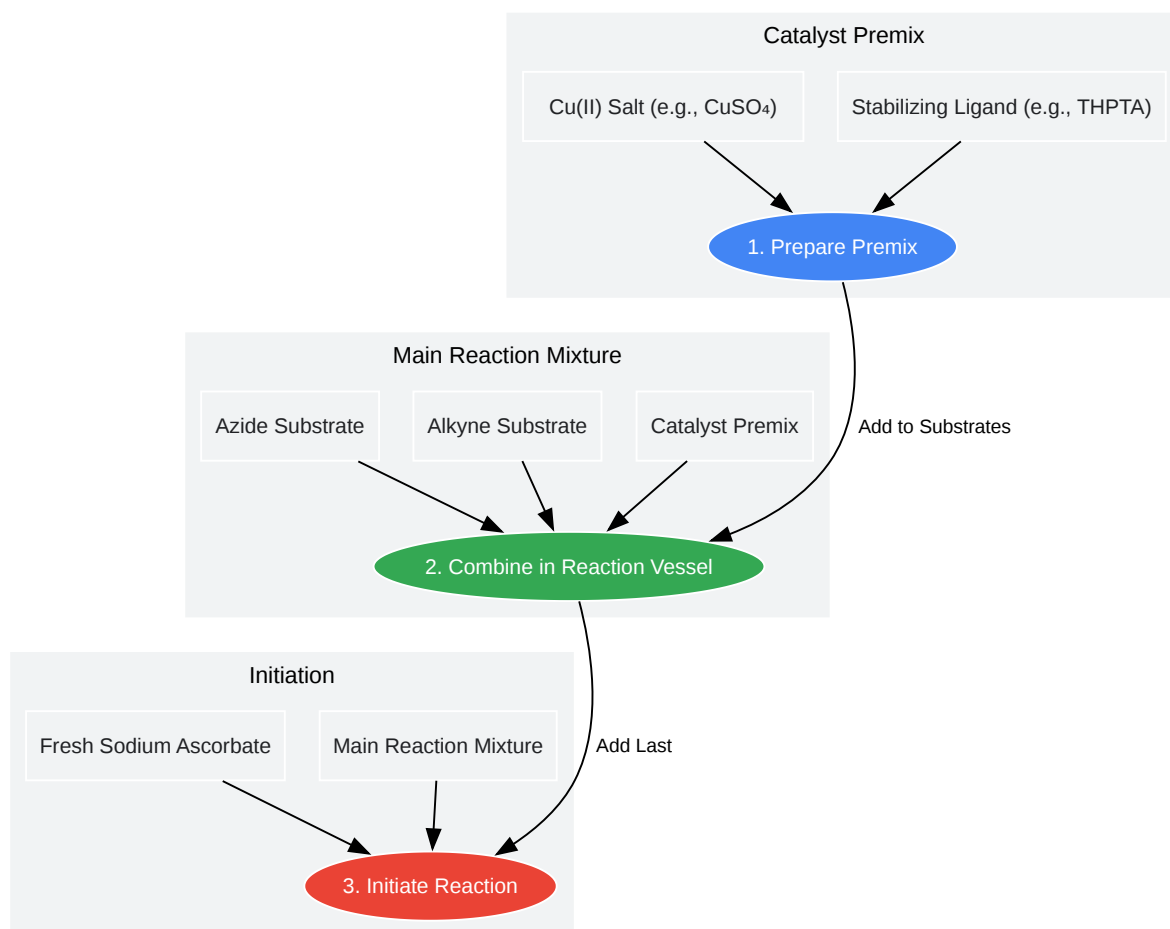 Catalyst Premix
Cu(II) Salt (e.g., CuSO₄)
Stabilizing Ligand (e.g., THPTA)
1. Prepare Premix
Main Reaction Mixture
Azide Substrate
Alkyne Substrate
Catalyst Premix
Add to Substrates
2. Combine in Reaction Vessel
Initiation
Fresh Sodium Ascorbate
Main Reaction Mixture
Add Last
3. Initiate Reaction